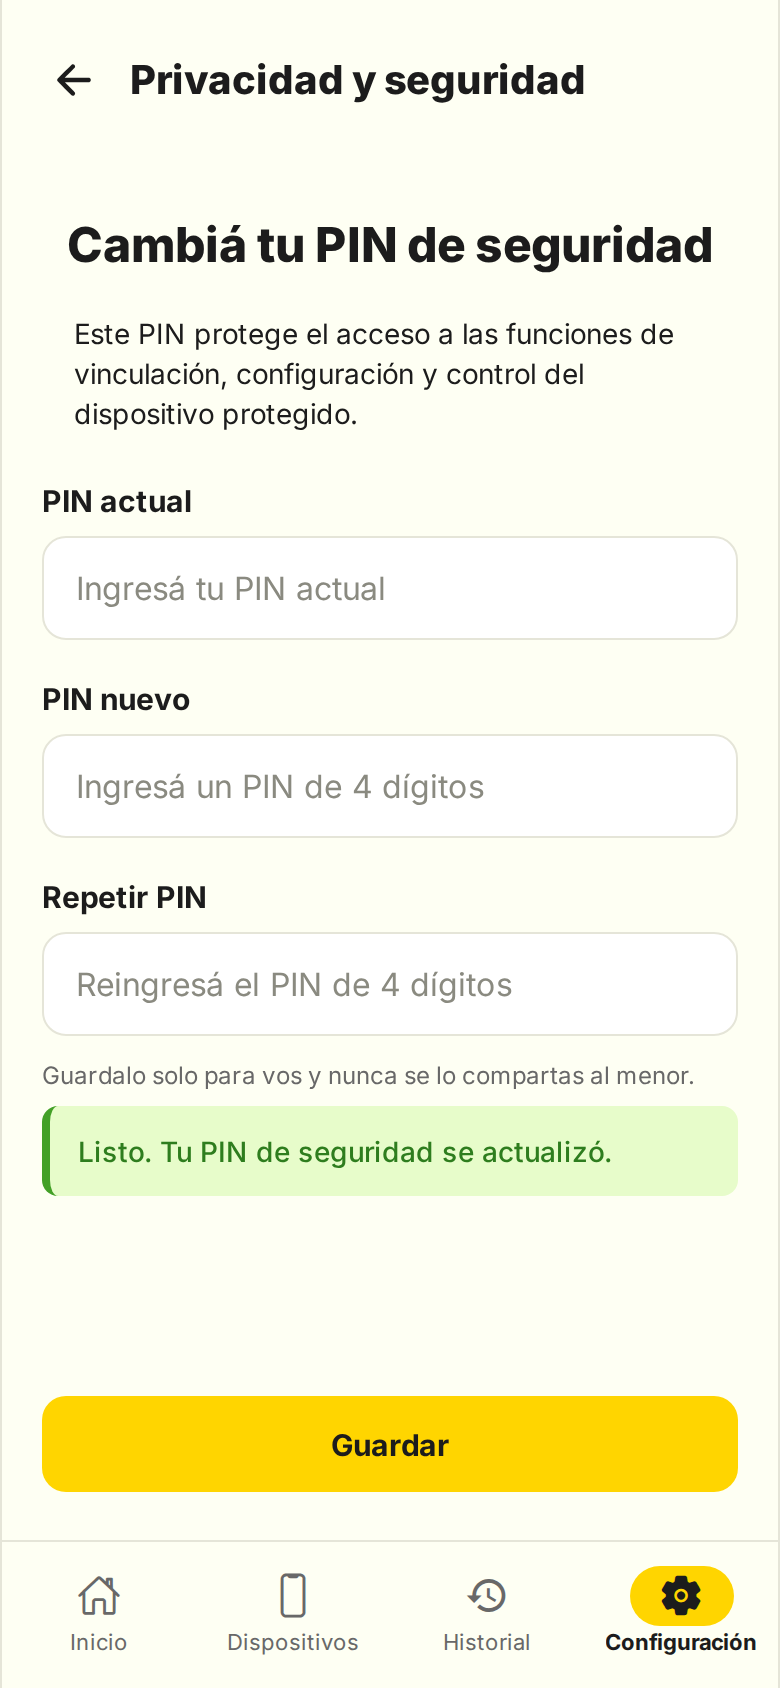 Privacidad y seguridad
Cambiá tu PIN de seguridad
Este PIN protege el acceso a las funciones de
vinculación, configuración y control del
dispositivo protegido.
PIN actual
Ingresá tu PIN actual
PIN nuevo
Ingresá un PIN de 4 dígitos
Repetir PIN
Reingresá el PIN de 4 dígitos
Guardalo solo para vos y nunca se lo compartas al menor.
Listo. Tu PIN de seguridad se actualizó.
Guardar
Inicio
Dispositivos
Historial
Configuración